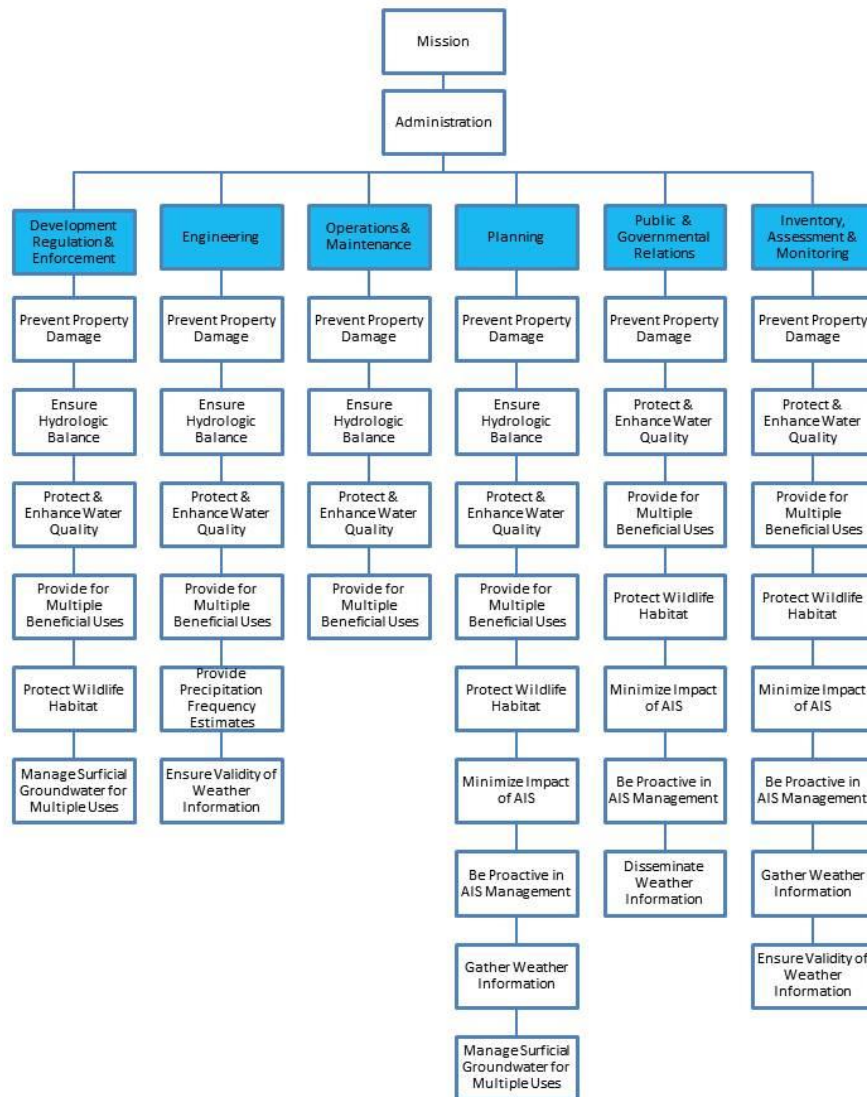 Mission
Administration
Development
Regulation &
Enforcement
Engineering
Operations &
Maintenance
Planning
Public &
Governmental
Relations
Inventory,
Assessment &
Monitoring
Prevent Property
Damage
Ensure
Hydrologic
Balance
Protect &
Enhance Water
Quality
Provide for
Multiple
Beneficial Uses
Protect Wildlife
Habitat
Manage Surficial
Groundwater for
Multiple Uses
Prevent Property
Damage
Ensure
Hydrologic
Balance
Protect &
Enhance Water
Quality
Provide for
Multiple
Beneficial Uses
Provide
Precipitation
Frequency
Estimates
Ensure Validity of
Weather
Information
Prevent Property
Damage
Ensure
Hydrologic
Balance
Protect &
Enhance Water
Quality
Provide for
Multiple
Beneficial Uses
Prevent Property
Damage
Ensure
Hydrologic
Balance
Protect &
Enhance Water
Quality
Provide for
Multiple
Beneficial Uses
Protect Wildlife
Habitat
Minimize Impact
of AIS
Be Proactive in
AIS Management
Gather Weather
Information
Manage Surficial
Groundwater for
Multiple Uses
Prevent Property
Damage
Protect &
Enhance Water
Quality
Provide for
Multiple
Beneficial Uses
Protect Wildlife
Habitat
Minimize Impact
of AIS
Be Proactive in
AIS Management
Disseminate
Weather
Information
Prevent Property
Damage
Protect &
Enhance Water
Quality
Provide for
Multiple
Beneficial Uses
Protect Wildlife
Habitat
Minimize Impact
of AIS
Be Proactive in
AIS Management
Gather Weather
Information
Ensure Validity of
Weather
Information